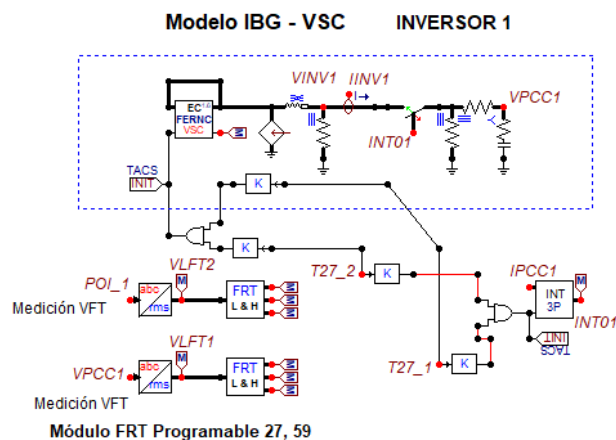 Modelo IBG - VSC INVERSOR 1
VINV1 IINV1 VPCC1
EC
FERNC
VSC
M
INT01
TACS
INIT
K
K
T27_2 K
POI_1 VLFT2 IPCC1
M M
abc FRT M INT
rms L & H M 3P INT01
Medición VFT M
INIT
TACS
VLFT1
M T27_1 K
VPCC1 abc FRT M
rms L & H M
Medición VFT M
Módulo FRT Programable 27, 59